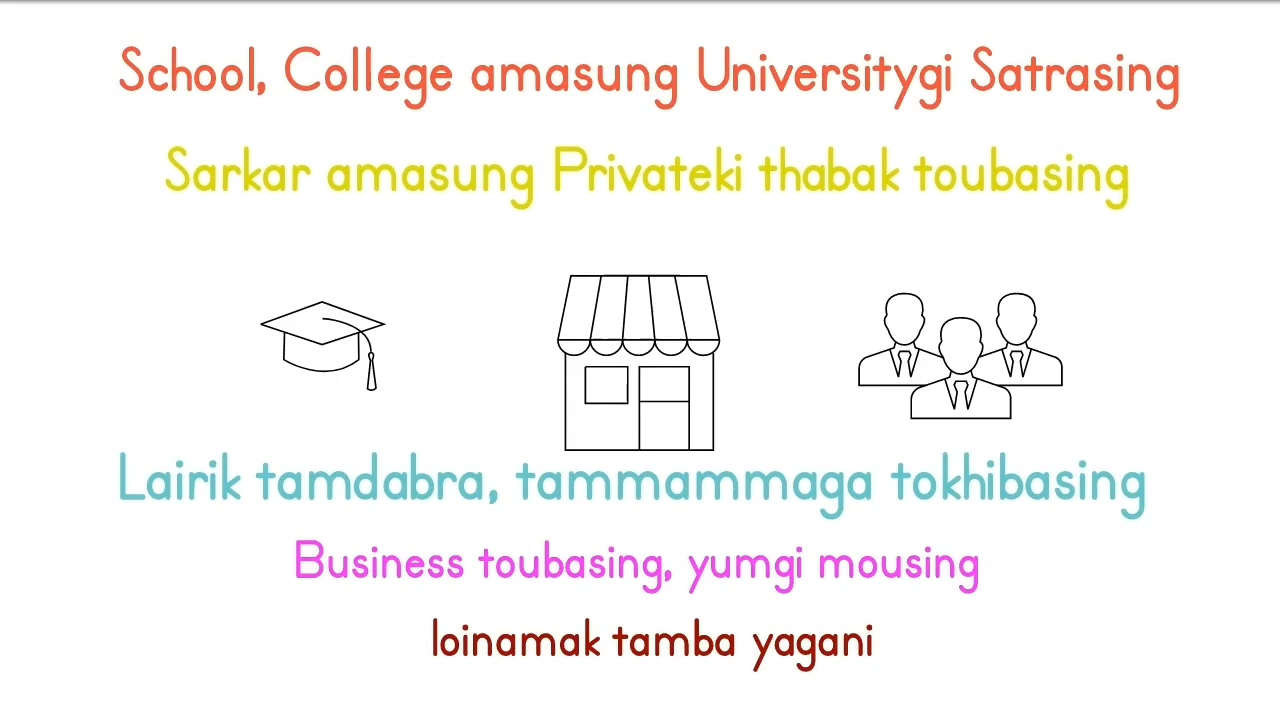 School, College amasung Universitygi Satrasing
Sarkar amasung Privateki thabak toubasing
Lairik tamdabra, tammammaga tokhibasing
Business toubasing, yumgi mousing
loinamak tamba yagani